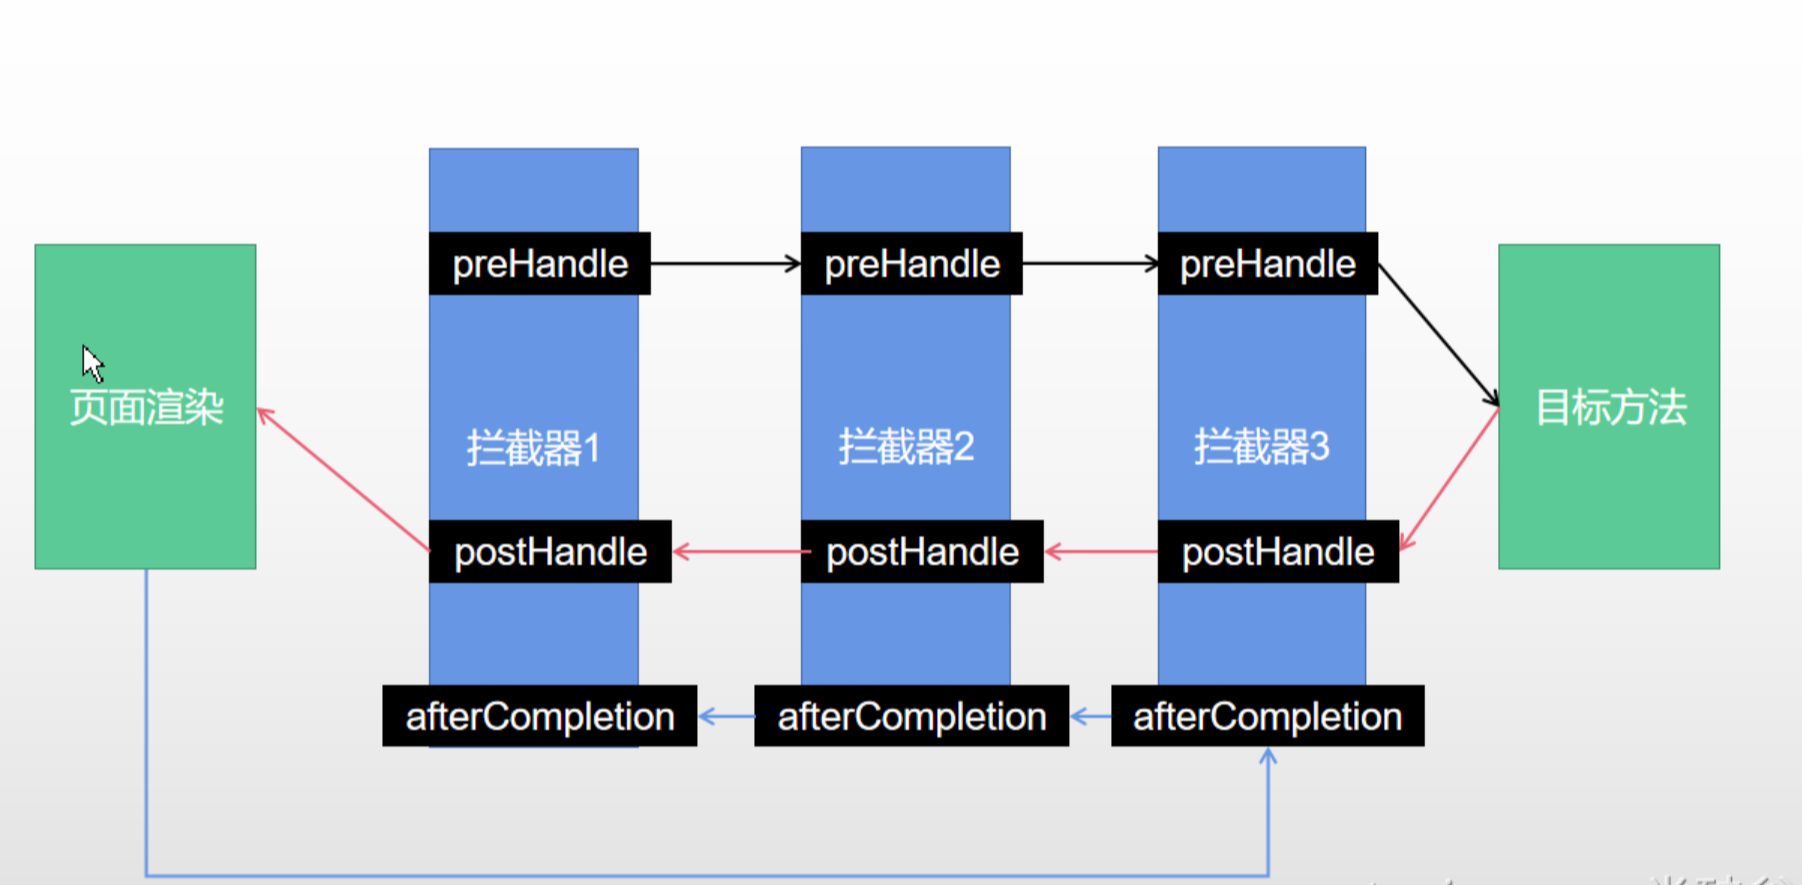 preHandle preHandle preHandle
页面渲染 目标方法
拦截器1 拦截器2 拦截器3
postHandle postHandle postHandle
afterCompletion afterCompletion afterCompletion